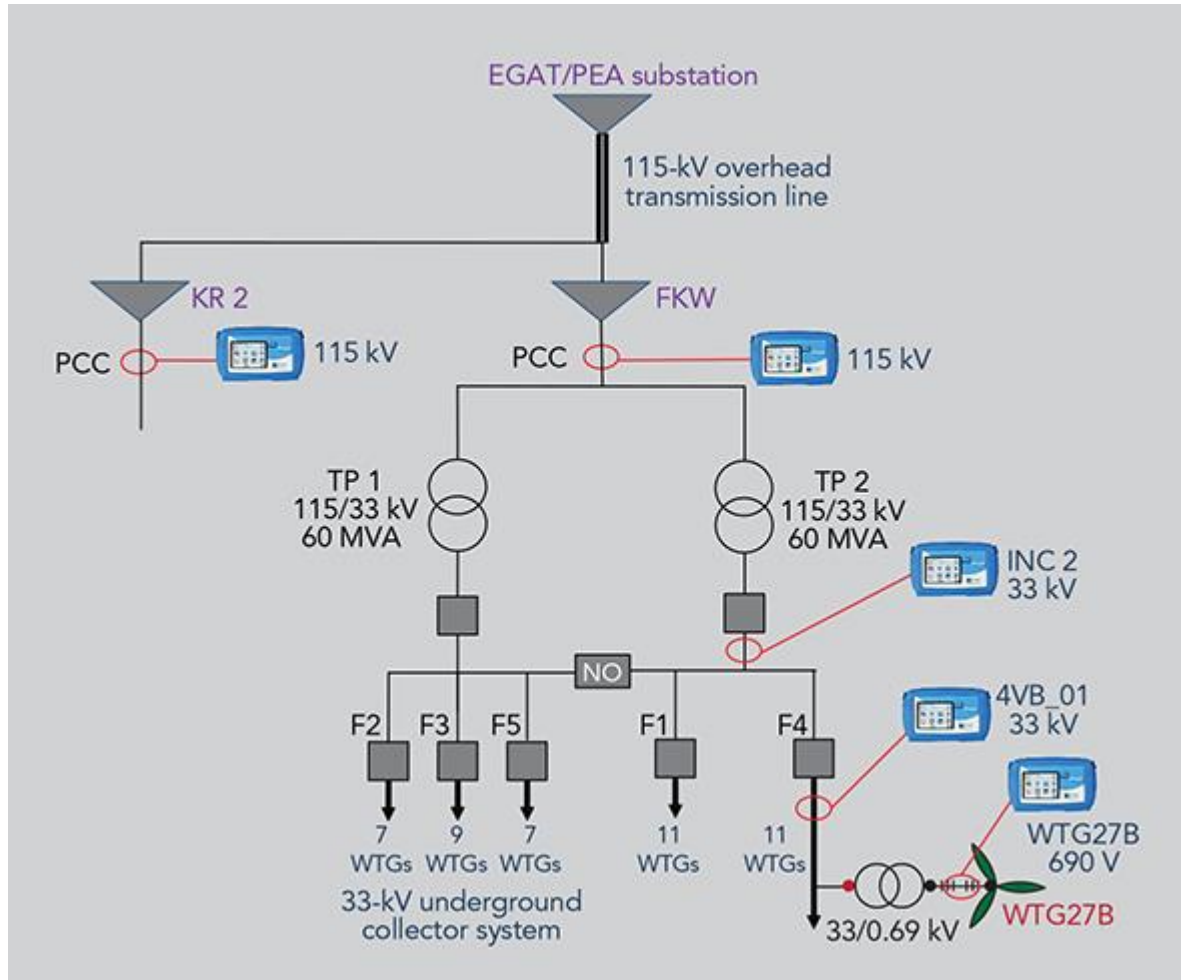 EGAT/PEA substation
115-kV overhead
transmission line
KR 2
FKW
PCC
115 kV
PCC
115 kV
TP 1
115/33 kV
60 MVA
TP 2
115/33 kV
60 MVA
INC 2
33 kV
NO
4VB_01
33 kV
F2
F3
F5
F1
F4
WTG27B
690 V
7
WTGs
9
WTGs
7
WTGs
11
WTGs
11
WTGs
33-kV underground
collector system
33/0.69 kV
WTG27B